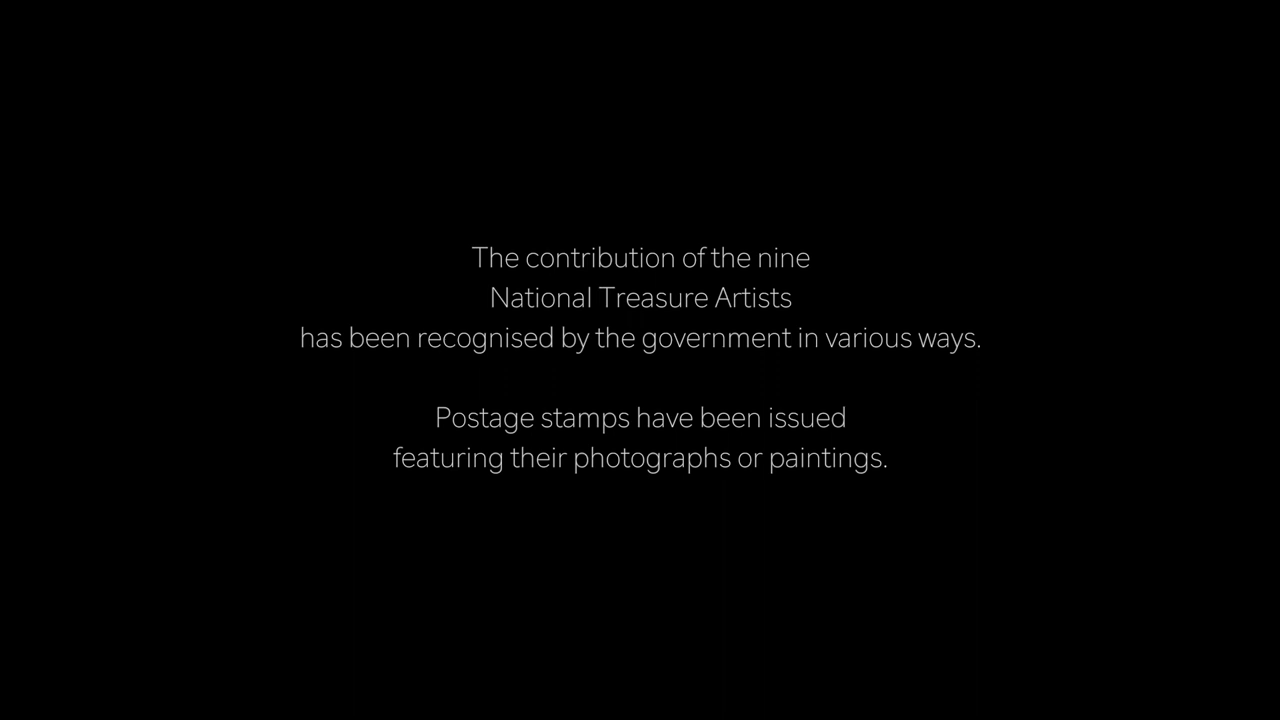 The contribution of the nine
National Treasure Artists
has been recognised by the government in various ways.
Postage stamps have been issued
featuring their photographs or paintings.